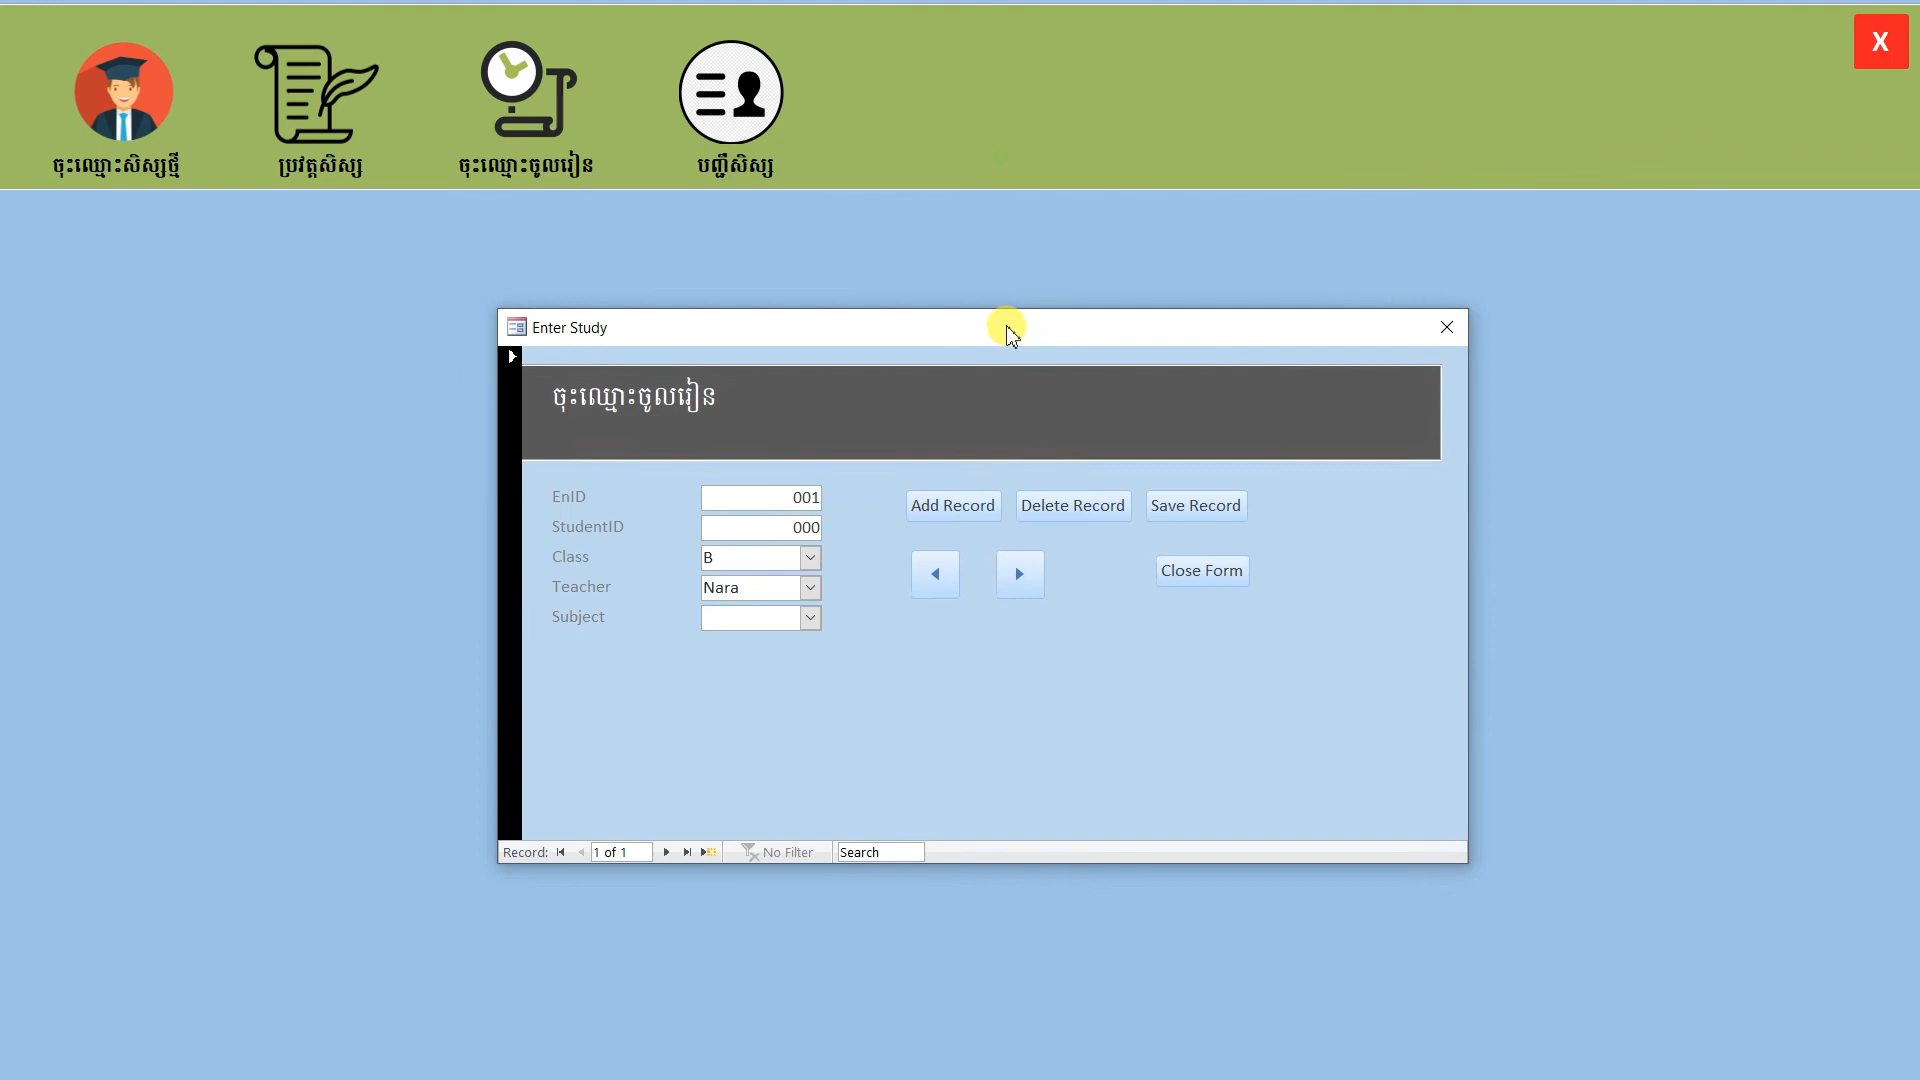 X
ចុះឈ្មោះសិស្សថ្មី
ប្រវត្តសិស្ស
ចុះឈ្មោះចូលរៀន
បញ្ជីសិស្ស
Enter Study
ចុះឈ្មោះចូលរៀន
EnID 001
StudentID 000
Class B
Teacher Nara
Subject
Add Record Delete Record Save Record
Close Form
Record: 1 of 1 No Filter Search